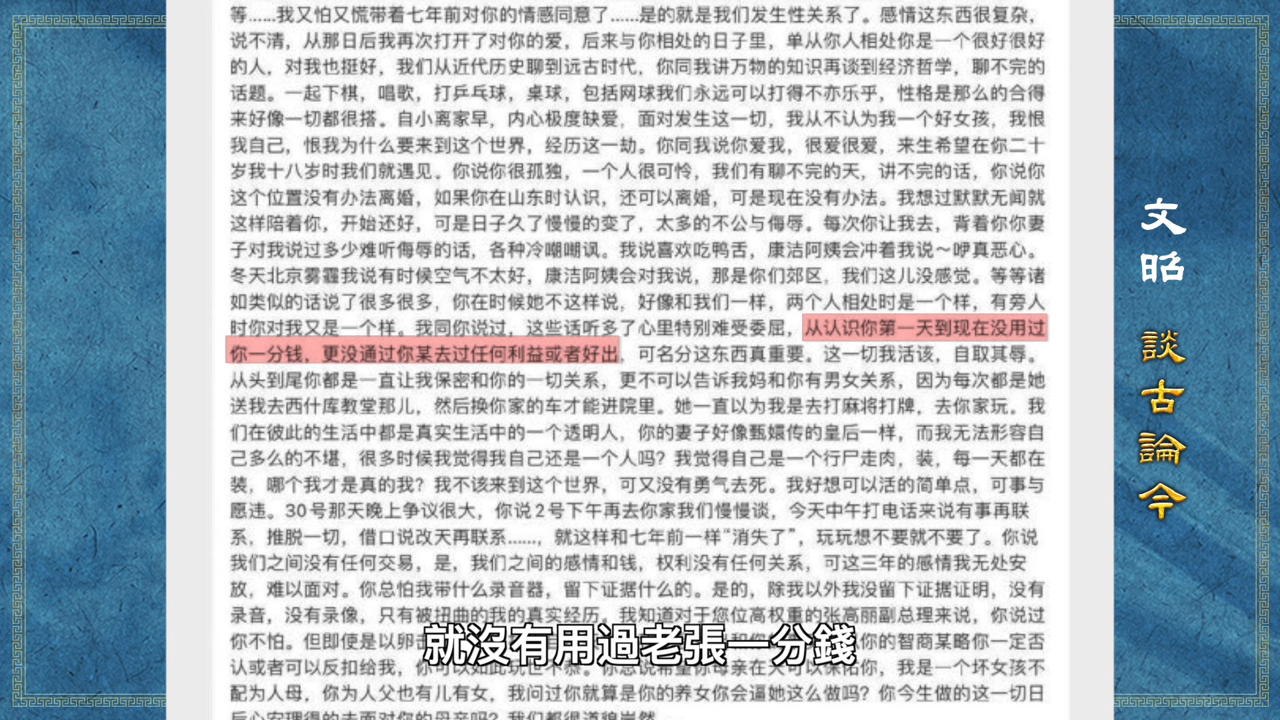 等……我又怕又慌带着七年前对你的情感同意了……是的就是我们发生性关系了。感情这东西很复杂，
说不清，从那日后我再次打开了对你的爱，后来与你相处的日子里，单从你人相处你是一个很好很好
的人，对我也挺好，我们从近代历史聊到远古时代，你同我讲万物的知识再谈到经济哲学，聊不完的
话题。一起下棋，唱歌，打乒乓球，桌球，包括网球我们永远可以打得不亦乐乎，性格是那么的合得
来好像一切都很搭。自小离家早，内心极度缺爱，面对发生这一切，我从不认为我一个好女孩，我恨
我自己，恨我为什么要来到这个世界，经历这一劫。你同我说你爱我，很爱很爱，来生希望在你二十
岁我十八岁时我们就遇见。你说你很孤独，一个人很可怜，我们有聊不完的天，讲不完的话，你说你
这个位置没有办法离婚，如果你在山东时认识，还可以离婚，可是现在没有办法。我想过默默无闻就
这样陪着你，开始还好，可是日子久了慢慢的变了，太多的不公与侮辱。每次你让我去，背着你你妻
子对我说过多少难听侮辱的话，各种冷嘲嘲讽。我说喜欢吃鸭舌，康洁阿姨会冲着我说～咿真恶心。
冬天北京雾霾我说有时候空气不太好，康洁阿姨会对我说，那是你们郊区，我们这儿没感觉。等等诸
如类似的话说了很多很多，你在时候她不这样说，好像和我们一样，两个人相处时是一个样，有旁人
时你对我又是一个样。我同你说过，这些话听多了心里特别难受委屈，从认识你第一天到现在没用过
你一分钱，更没通过你某去过任何利益或者好出，可名分这东西真重要。这一切我活该，自取其辱。
从头到尾你都是一直让我保密和你的一切关系，更不可以告诉我妈和你有男女关系，因为每次都是她
送我去西什库教堂那儿，然后换你家的车才能进院里。她一直以为我是去打麻将打牌，去你家玩。我
们在彼此的生活中都是真实生活中的一个透明人，你的妻子好像甄嬛传的皇后一样，而我无法形容自
己多么的不堪，很多时候我觉得我自己还是一个人吗？我觉得自己是一个行尸走肉，装，每一天都在
装，哪个我才是真的我？我不该来到这个世界，可又没有勇气去死。我好想可以活的简单点，可事与
愿违。30号那天晚上争议很大，你说2号下午再去你家我们慢慢谈，今天中午打电话来说有事再联
系，推脱一切，借口说改天再联系……，就这样和七年前一样“消失了”，玩玩想不要就不要了。你说
我们之间没有任何交易，是，我们之间的感情和钱，权利没有任何关系，可这三年的感情我无处安
放，难以面对。你总怕我带什么录音器，留下证据什么的。是的，除我以外我没留下证据证明，没有
录音，没有录像，只有被扭曲的我的真实经历。我知道对于您位高权重的张高丽副总理来说，你说过
你不怕。但即使是以卵击 你的智商某略你一定否
认或者可以反扣给我，你 我是一个坏女孩不
配为人母，你为人父也有儿有女，我问过你就算是你的养女你会逼她这么做吗？你今生做的这一切日
就沒有用過老張一分錢
文昭
談古論今